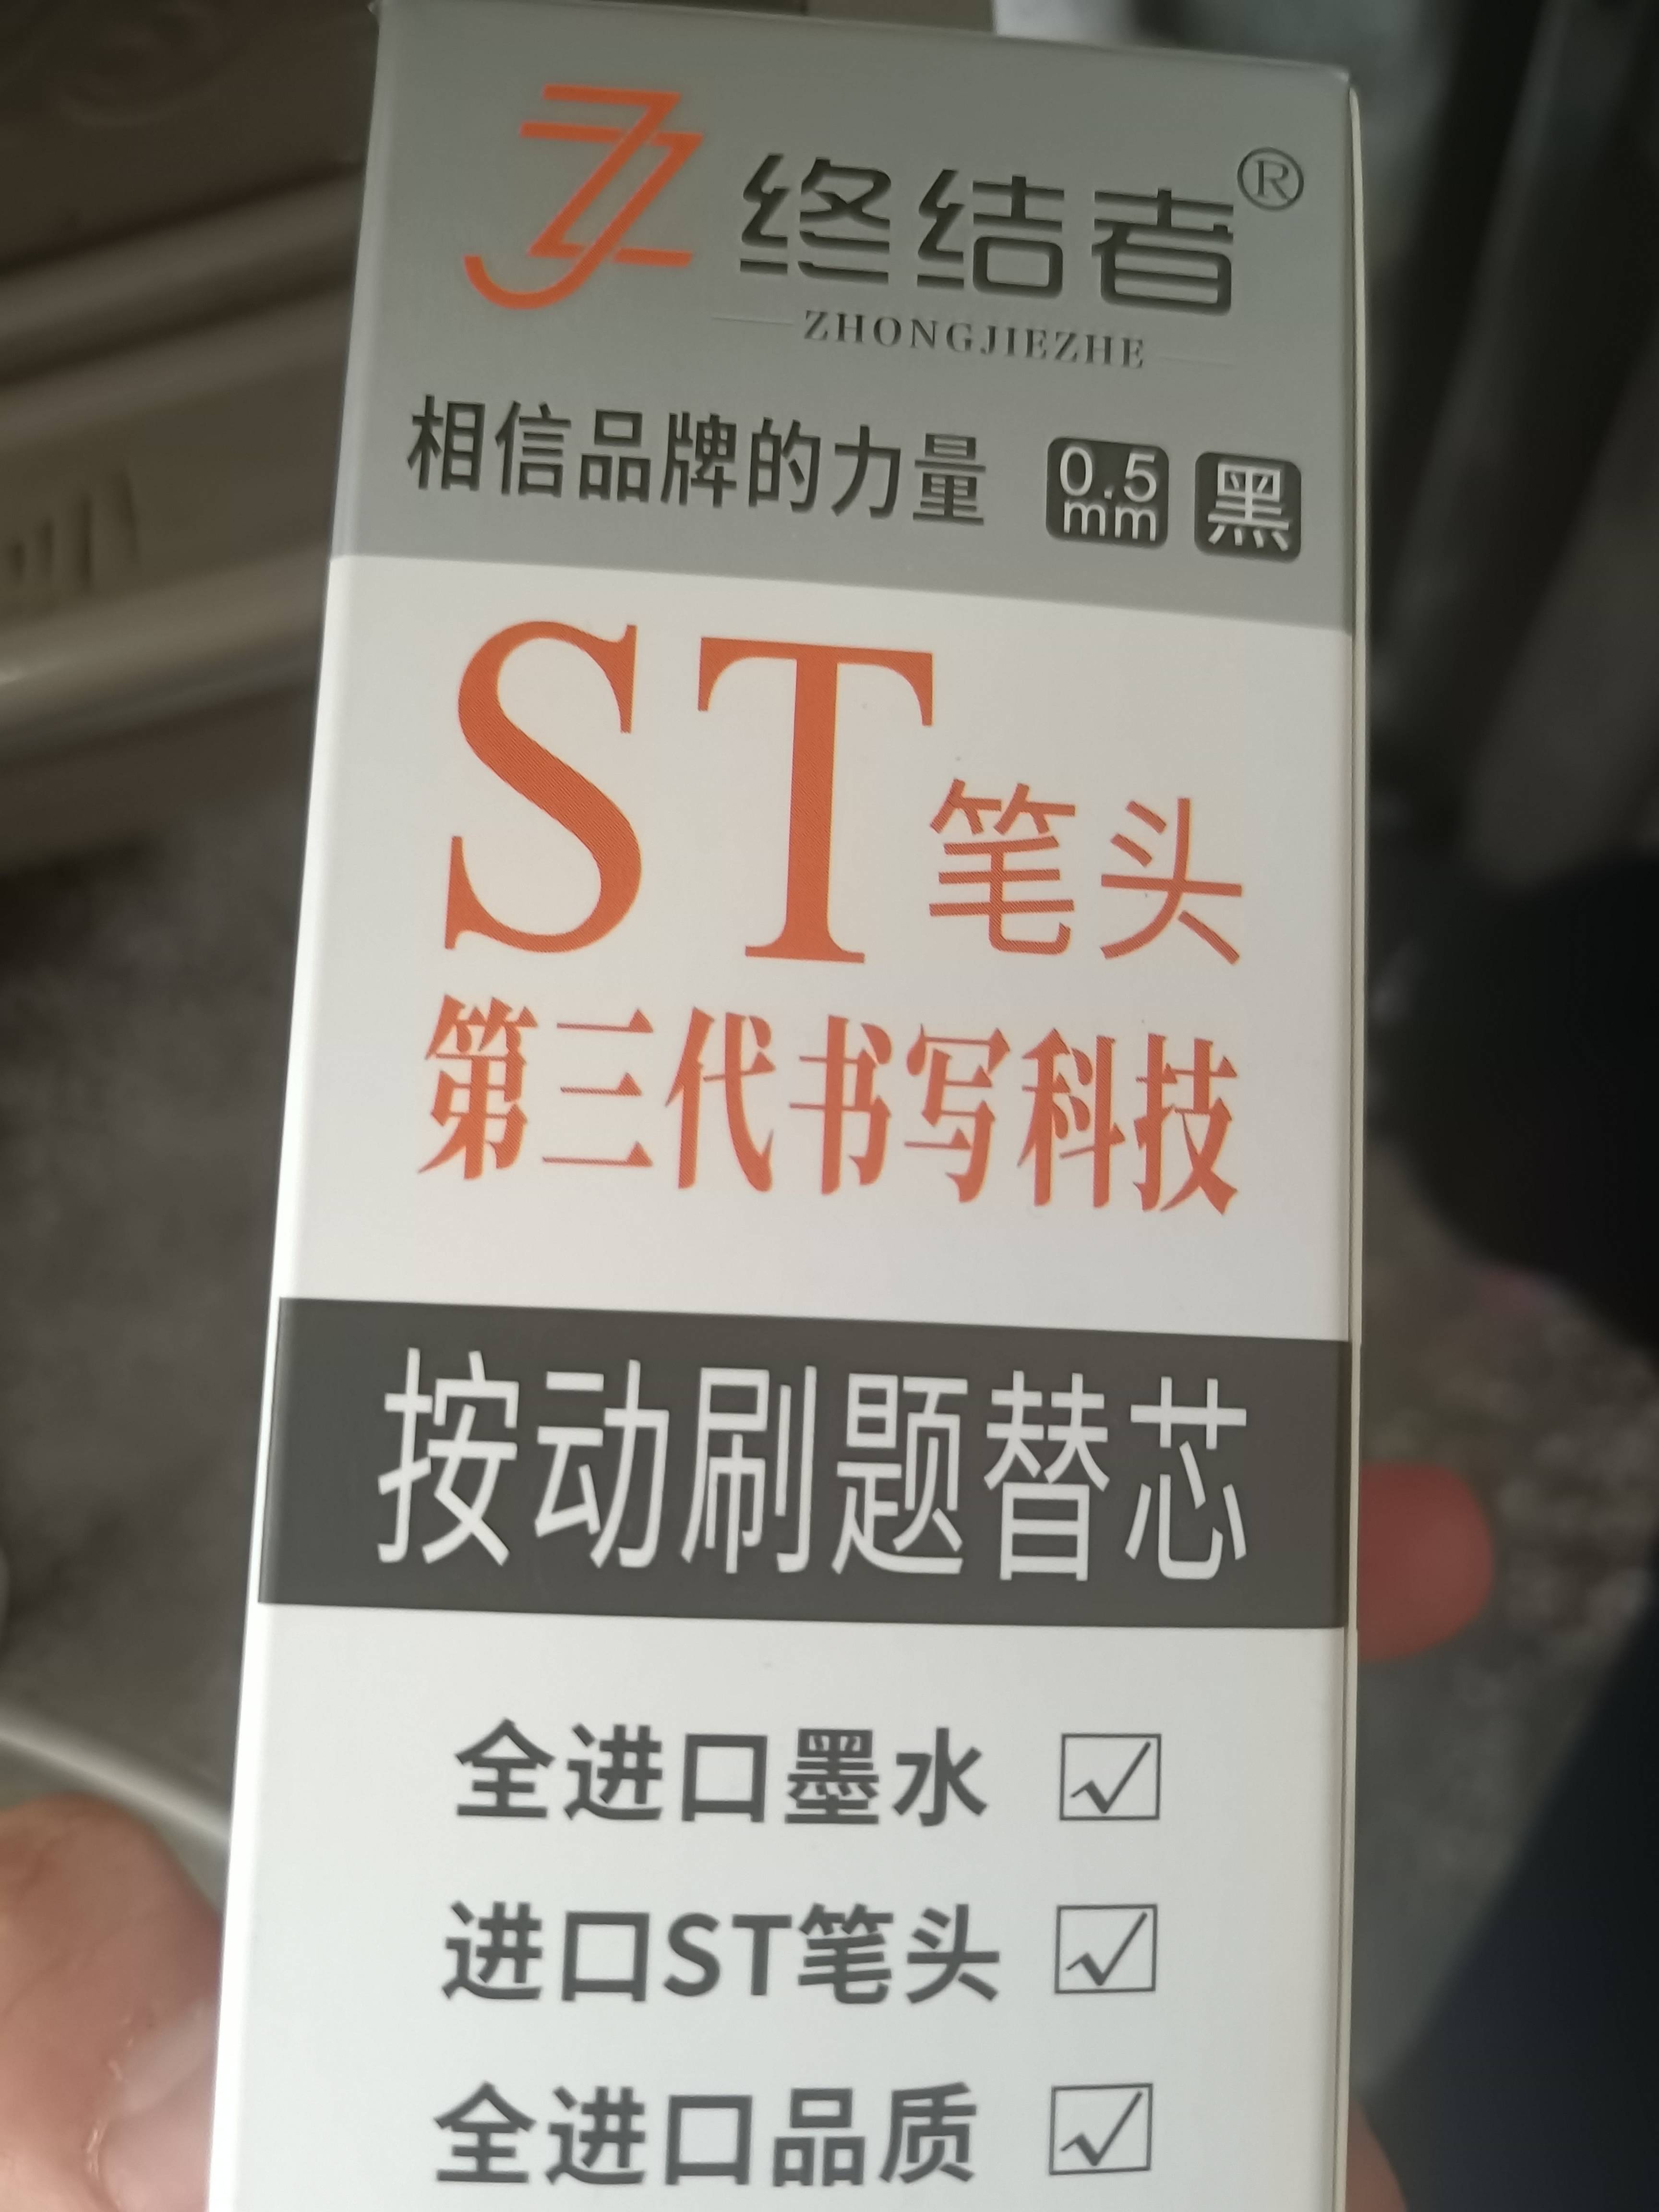 终结者®
ZHONGJIEZHE
相信品牌的力量 0.5mm 黑
ST笔头
第三代书写科技
按动刷题替芯
全进口墨水 ☑
进口ST笔头 ☑
全进口品质 ☑